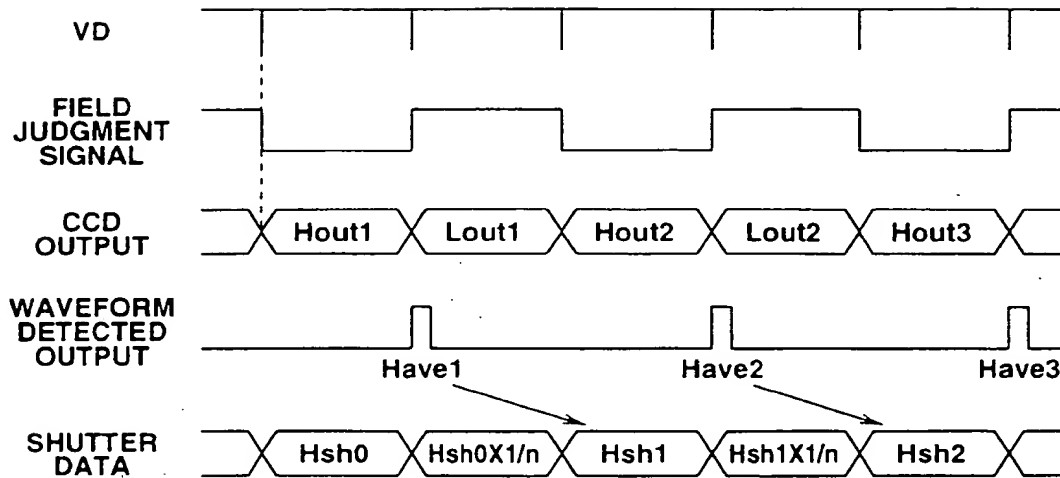 VD
FIELD
JUDGMENT
SIGNAL
CCD
OUTPUT
Hout1
Lout1
Hout2
Lout2
Hout3
WAVEFORM
DETECTED
OUTPUT
Have1
Have2
Have3
SHUTTER
DATA
Hsh0
Hsh0X1/n
Hsh1
Hsh1X1/n
Hsh2